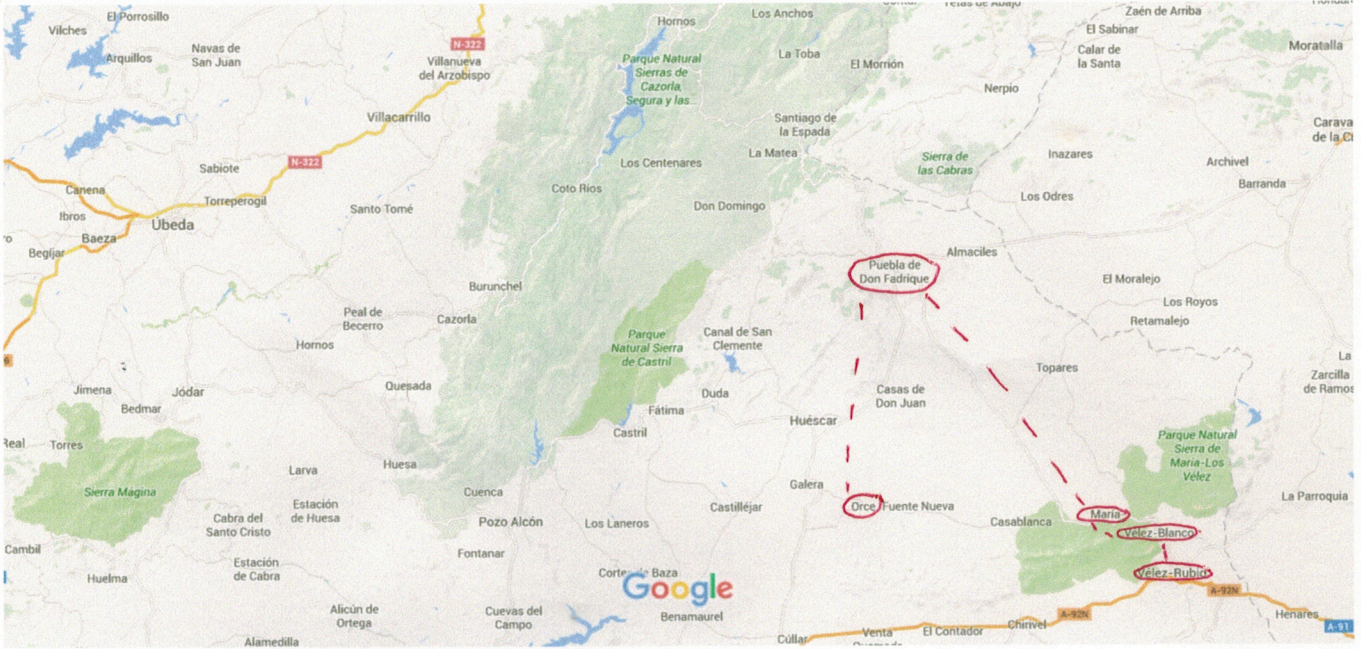 El Porrosillo
Vilches
Arquillos
Navas de
San Juan
N-322
Villanueva
del Arzobispo
Villacarrillo
N-322
Sabiote
Canena
Torreperogil
Ibros
Úbeda
Baeza
Begíjar
Santo Tomé
Hornos
Los Anchos
Parque Natural
Sierras de
Cazorla,
Segura y las...
La Toba
El Mornón
Santiago de
la Espada
Los Centenares
La Matea
Coto Ríos
Don Domingo
Zaén de Arriba
El Sabinar
Calar de
la Santa
Moratalla
Nerpio
Sierra de
las Cabras
Inazares
Archivel
Barranda
Los Odres
Puebla de
Don Fadrique
Almaciles
El Moralejo
Los Royos
Retamalejo
Burunchel
Cazorla
Peal de
Becerro
Hornos
Parque
Natural Sierra
de Castril
Canal de San
Clemente
Topares
Jimena
Jódar
Bedmar
Quesada
Duda
Fátima
Casas de
Don Juan
Huéscar
Castril
Zarcilla
de Ramos
Real
Torres
Sierra Mágina
Larva
Huesa
Estación
de Huesa
Cabra del
Santo Cristo
Cuenca
Pozo Alcón
Los Laneros
Castilléjar
Galera
Orce
Fuente Nueva
Casablanca
María
Vélez-Blanco
Vélez-Rubio
Parque Natural
Sierra de
María-Los
Vélez
La Parroquia
Cambil
Huelma
Estación
de Cabra
Fontanar
Google
Benamaurel
Alicún de
Ortega
Cuevas del
Campo
Alamedilla
Cúllar
Venta
El Contador
Chirivel
A-92N
A-92N
Henares
A-91